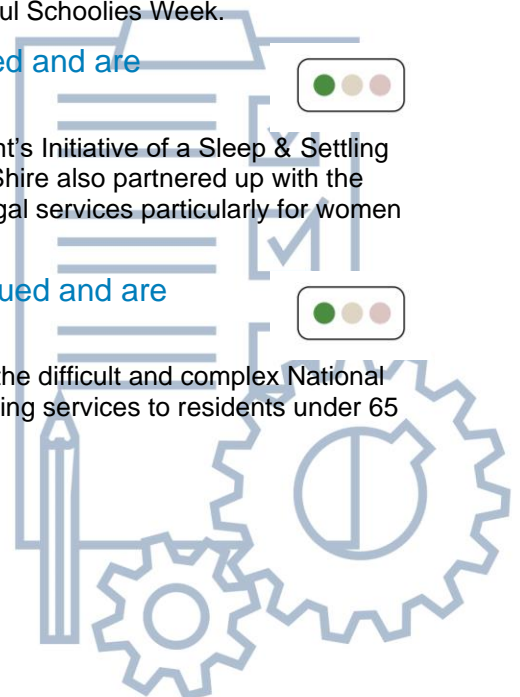 ul Schoolies Week.
ed and are
nt's Initiative of a Sleep & Settling
Shire also partnered up with the
gal services particularly for women
ued and are
the difficult and complex National
ing services to residents under 65